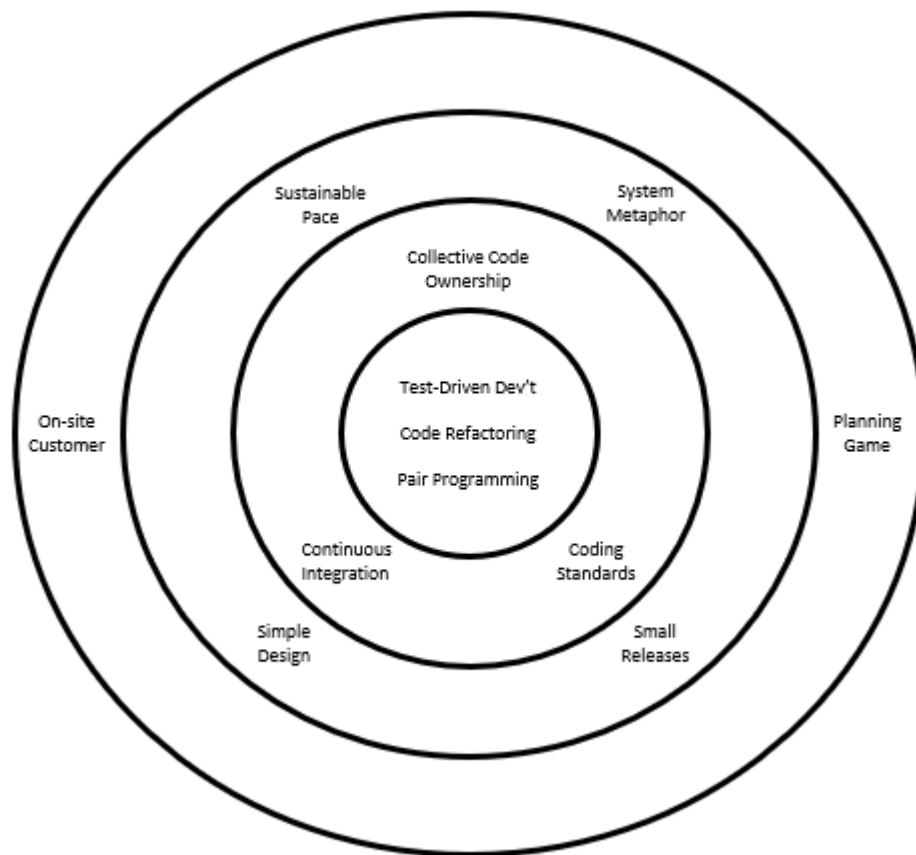 Sustainable
Pace
System
Metaphor
Collective Code
Ownership
Test-Driven Dev't
Code Refactoring
Pair Programming
On-site
Customer
Planning
Game
Continuous
Integration
Coding
Standards
Simple
Design
Small
Releases